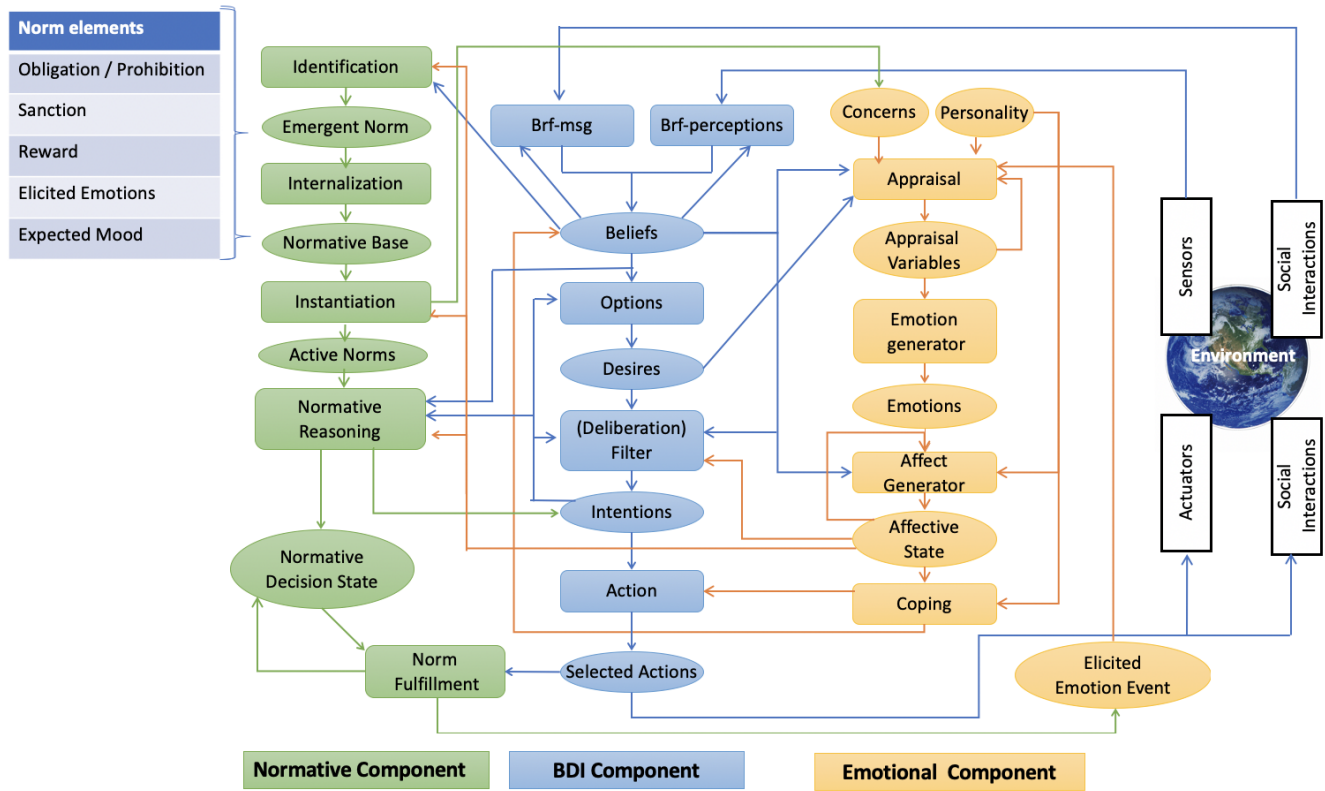 Norm elements
Obligation / Prohibition
Sanction
Reward
Elicited Emotions
Expected Mood
Identification
Emergent Norm
Internalization
Normative Base
Instantiation
Active Norms
Normative
Reasoning
Normative
Decision State
Norm
Fulfillment
Brf-msg
Brf-perceptions
Beliefs
Options
Desires
(Deliberation)
Filter
Intentions
Action
Selected Actions
Concerns
Personality
Appraisal
Appraisal
Variables
Emotion
generator
Emotions
Affect
Generator
Affective
State
Coping
Elicited
Emotion Event
Sensors
Social
Interactions
Environment
Actuators
Social
Interactions
Normative Component
BDI Component
Emotional Component